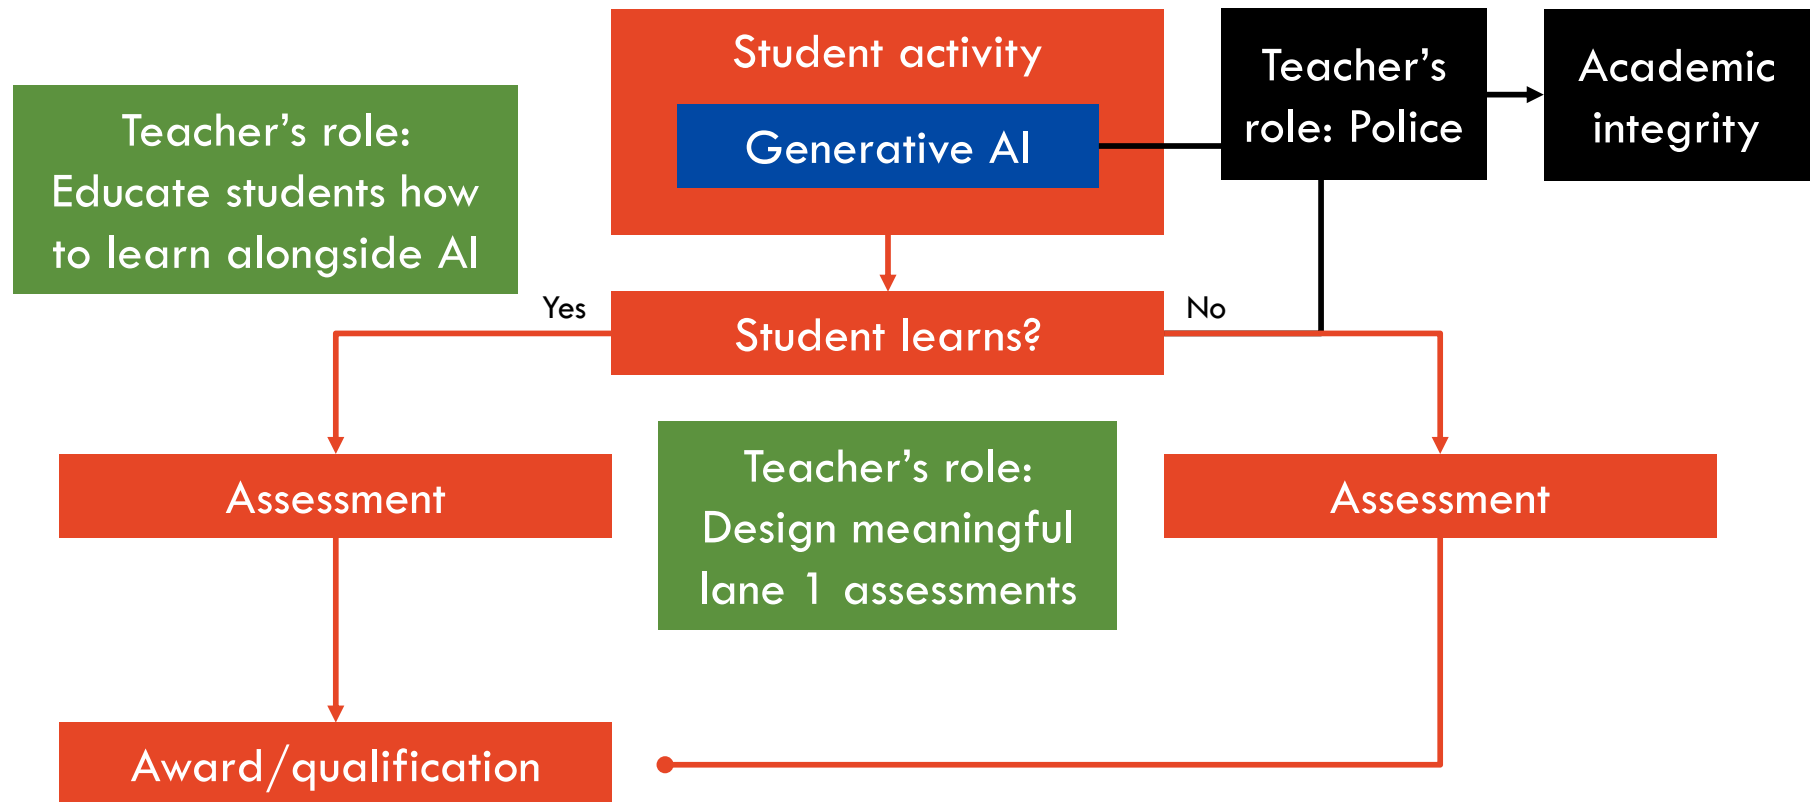 Student activity
Generative AI
Teacher’s
role: Police
Academic
integrity
Teacher’s role:
Educate students how
to learn alongside AI
Yes
Student learns?
No
Assessment
Teacher’s role:
Design meaningful
lane 1 assessments
Assessment
Award/qualification